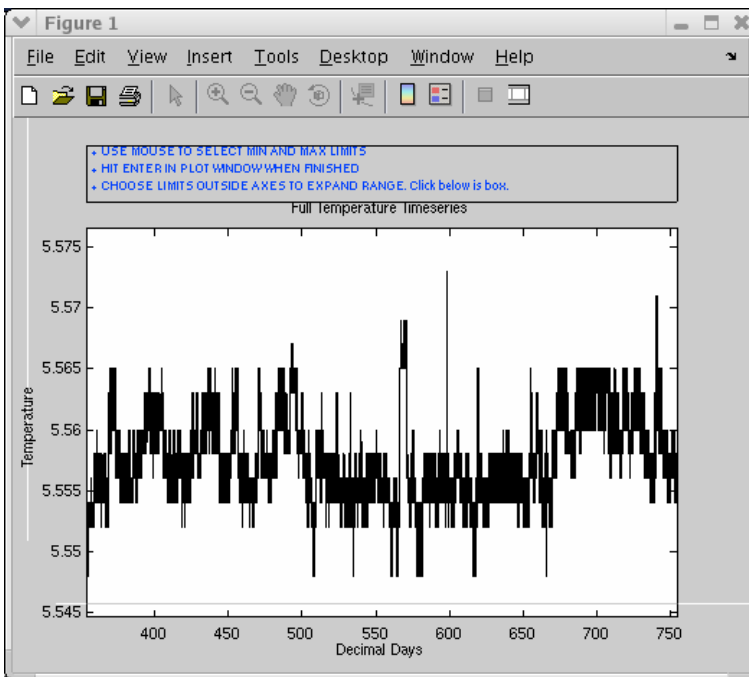 Figure 1
File Edit View Insert Tools Desktop Window Help
+ USE MOUSE TO SELECT MIN AND MAX LIMITS
+ HIT ENTER IN PLOT WINDOW WHEN FINISHED
+ CHOOSE LIMITS OUTSIDE AXES TO EXPAND RANGE. Click below is box.
Full Temperature Timeseries
5.575
5.57
5.565
5.56
5.555
5.55
5.545
Temperature
400 450 500 550 600 650 700 750
Decimal Days